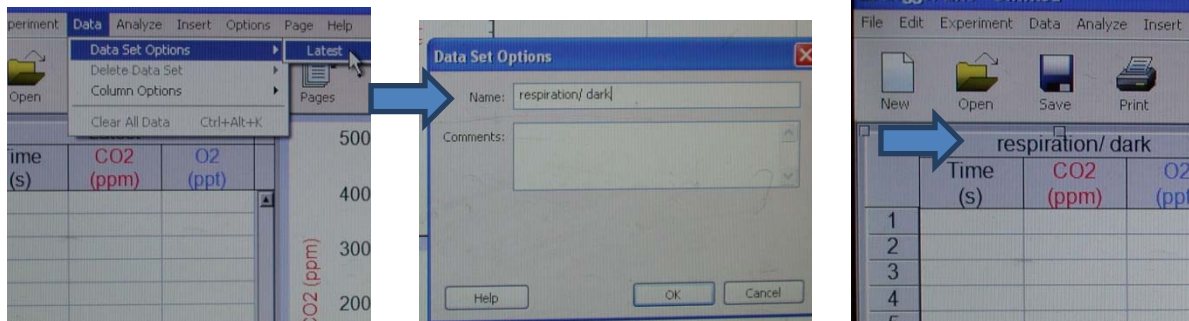 periment Data Analyze Insert Options Page Help
Data Set Options
Latest
Delete Data Set
Column Options
Clear All Data Ctrl+Alt+K
Open
Pages
Time CO2 O2
(s) (ppm) (ppt)
500
400
300
200
CO2 (ppm)
Data Set Options
Name: respiration/ dark
Comments:
Help OK Cancel
File Edit Experiment Data Analyze Insert
New Open Save Print
respiration/ dark
Time CO2 O2
(s) (ppm) (ppt
1
2
3
4